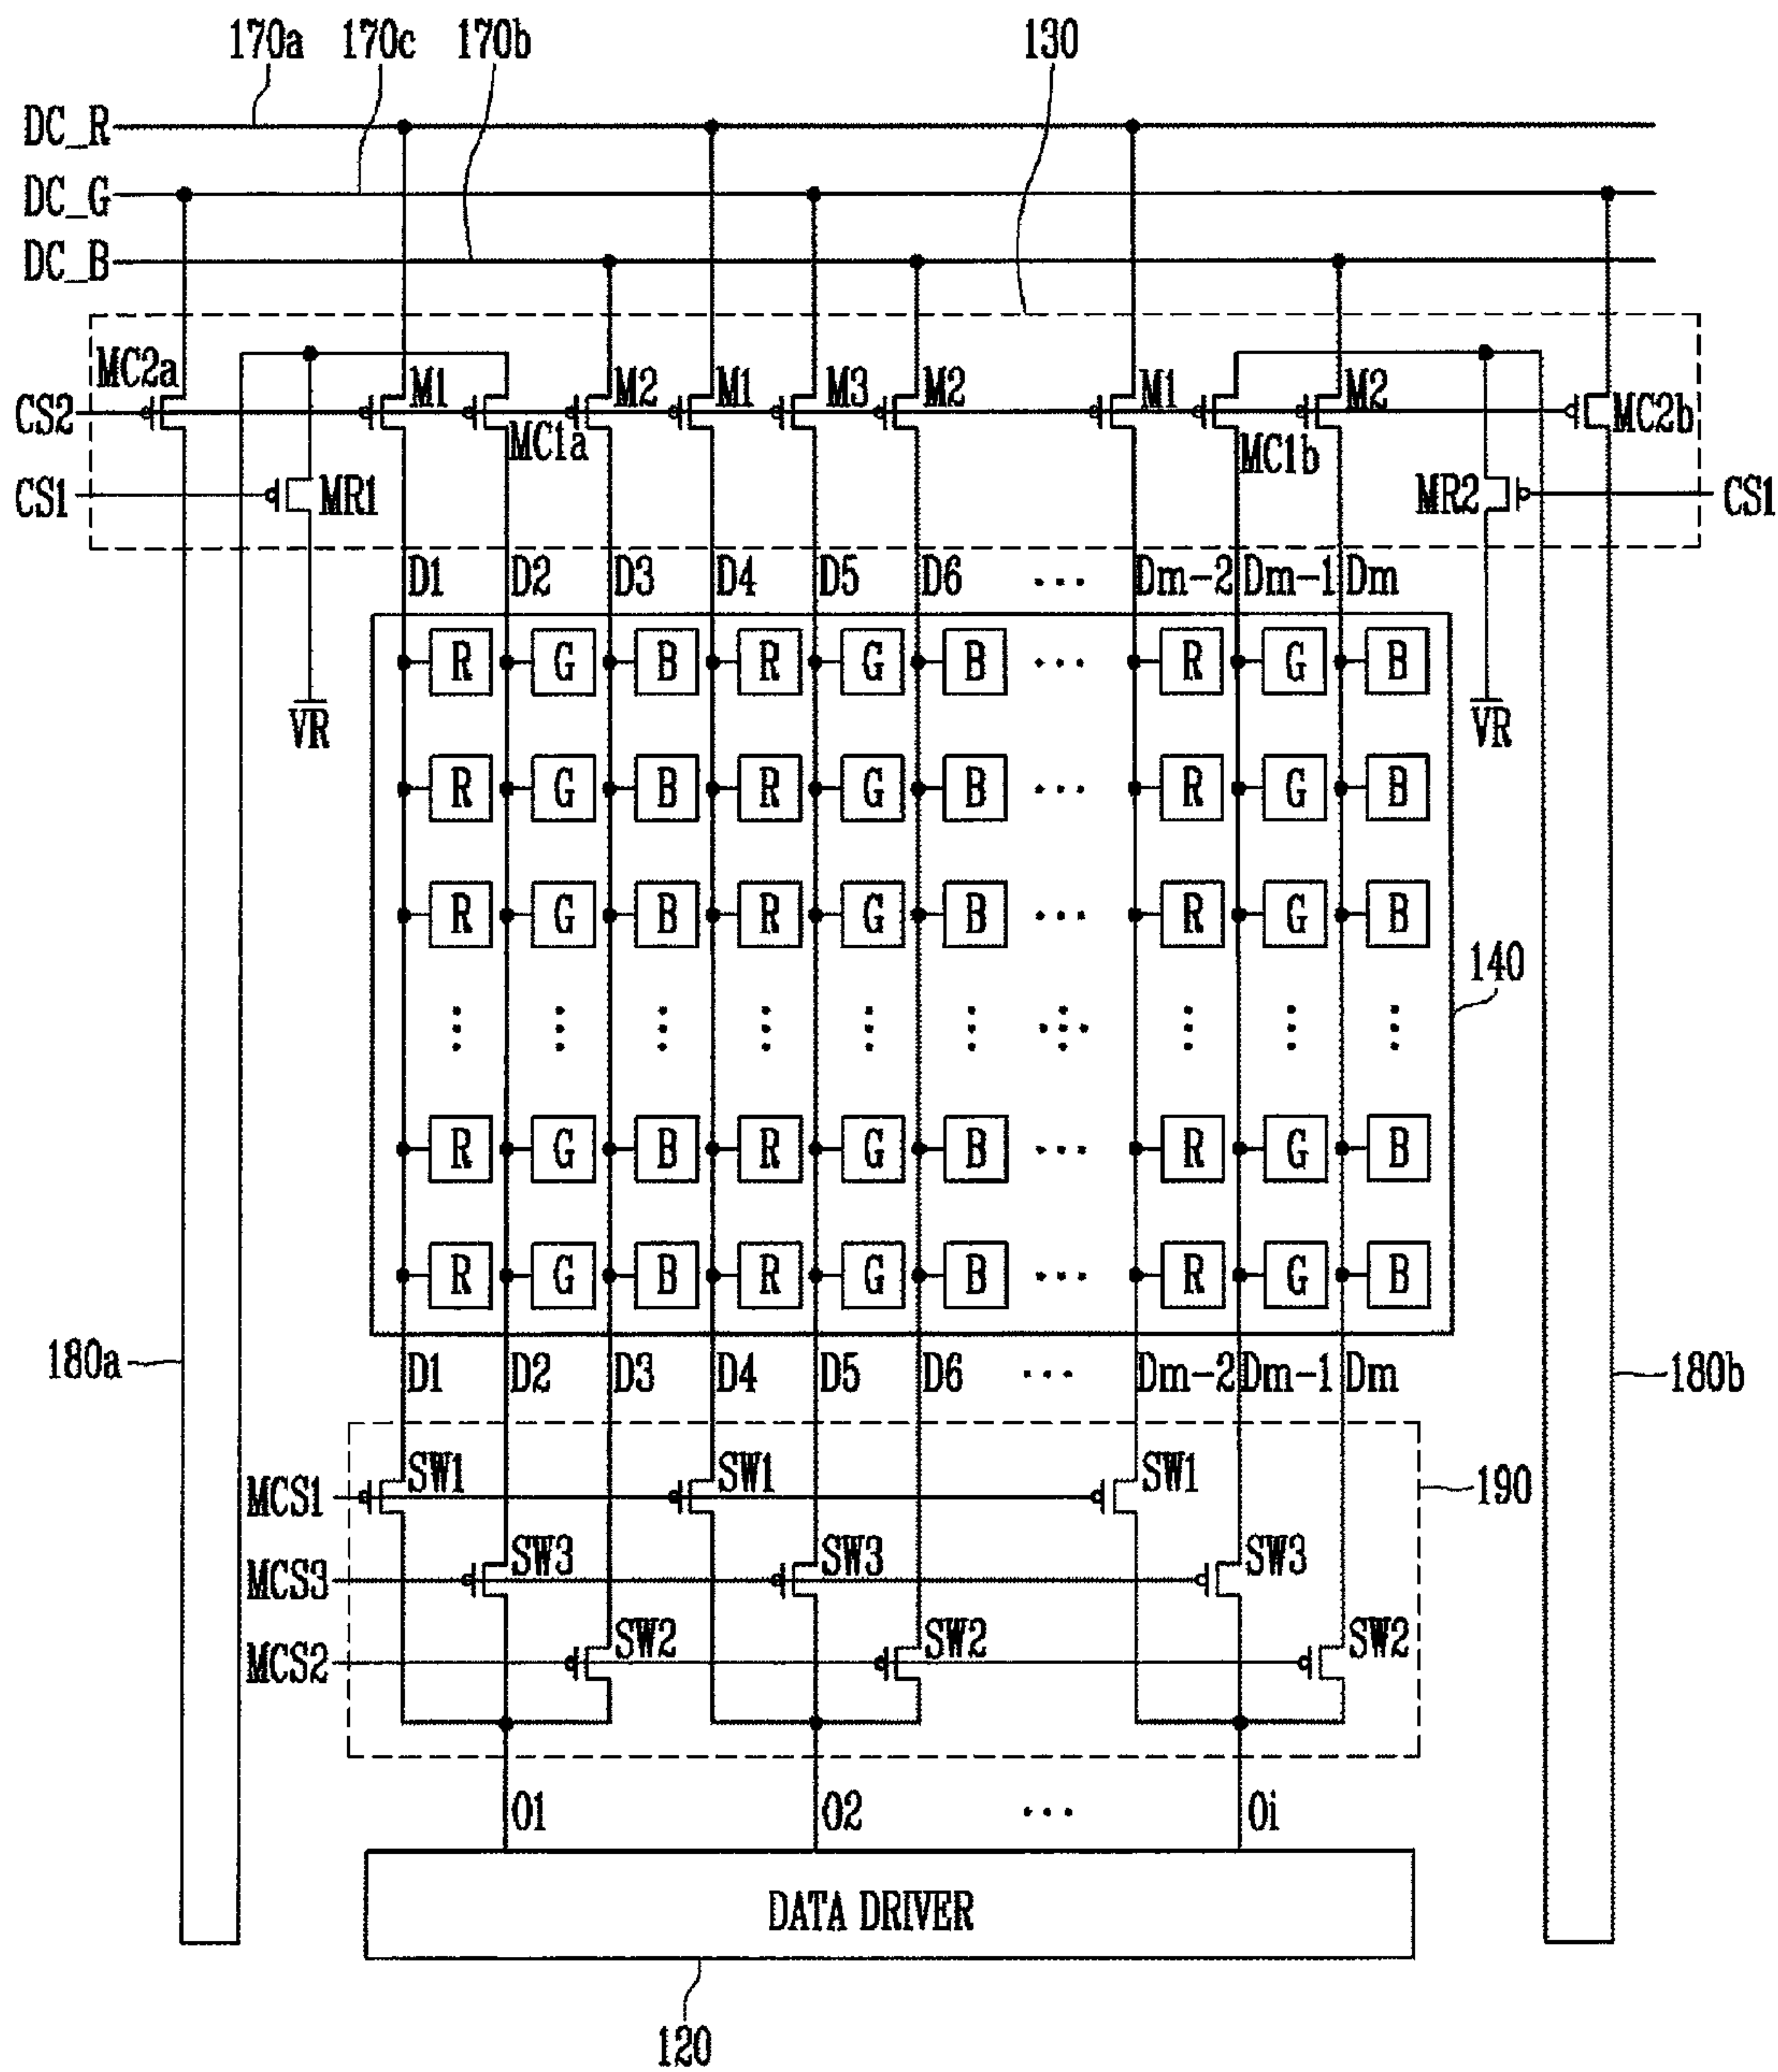 170a 170c 170b 130
DC_R
DC_G
DC_B
MC2a M1 M2 M1 M3 M2 M1 M2
CS2 MC1a MC1b MC2b
CS1 MR1 MR2 CS1
D1 D2 D3 D4 D5 D6 ... Dm-2 Dm-1 Dm
R G B R G B ... R G B
VR VR
R G B R G B ... R G B
R G B R G B ... R G B
140
R G B R G B ... R G B
R G B R G B ... R G B
180a D1 D2 D3 D4 D5 D6 ... Dm-2 Dm-1 Dm 180b
MCS1 SW1 SW1 SW1 190
MCS3 SW3 SW3 SW3
MCS2 SW2 SW2 SW2
O1 O2 ... Oi
DATA DRIVER
120